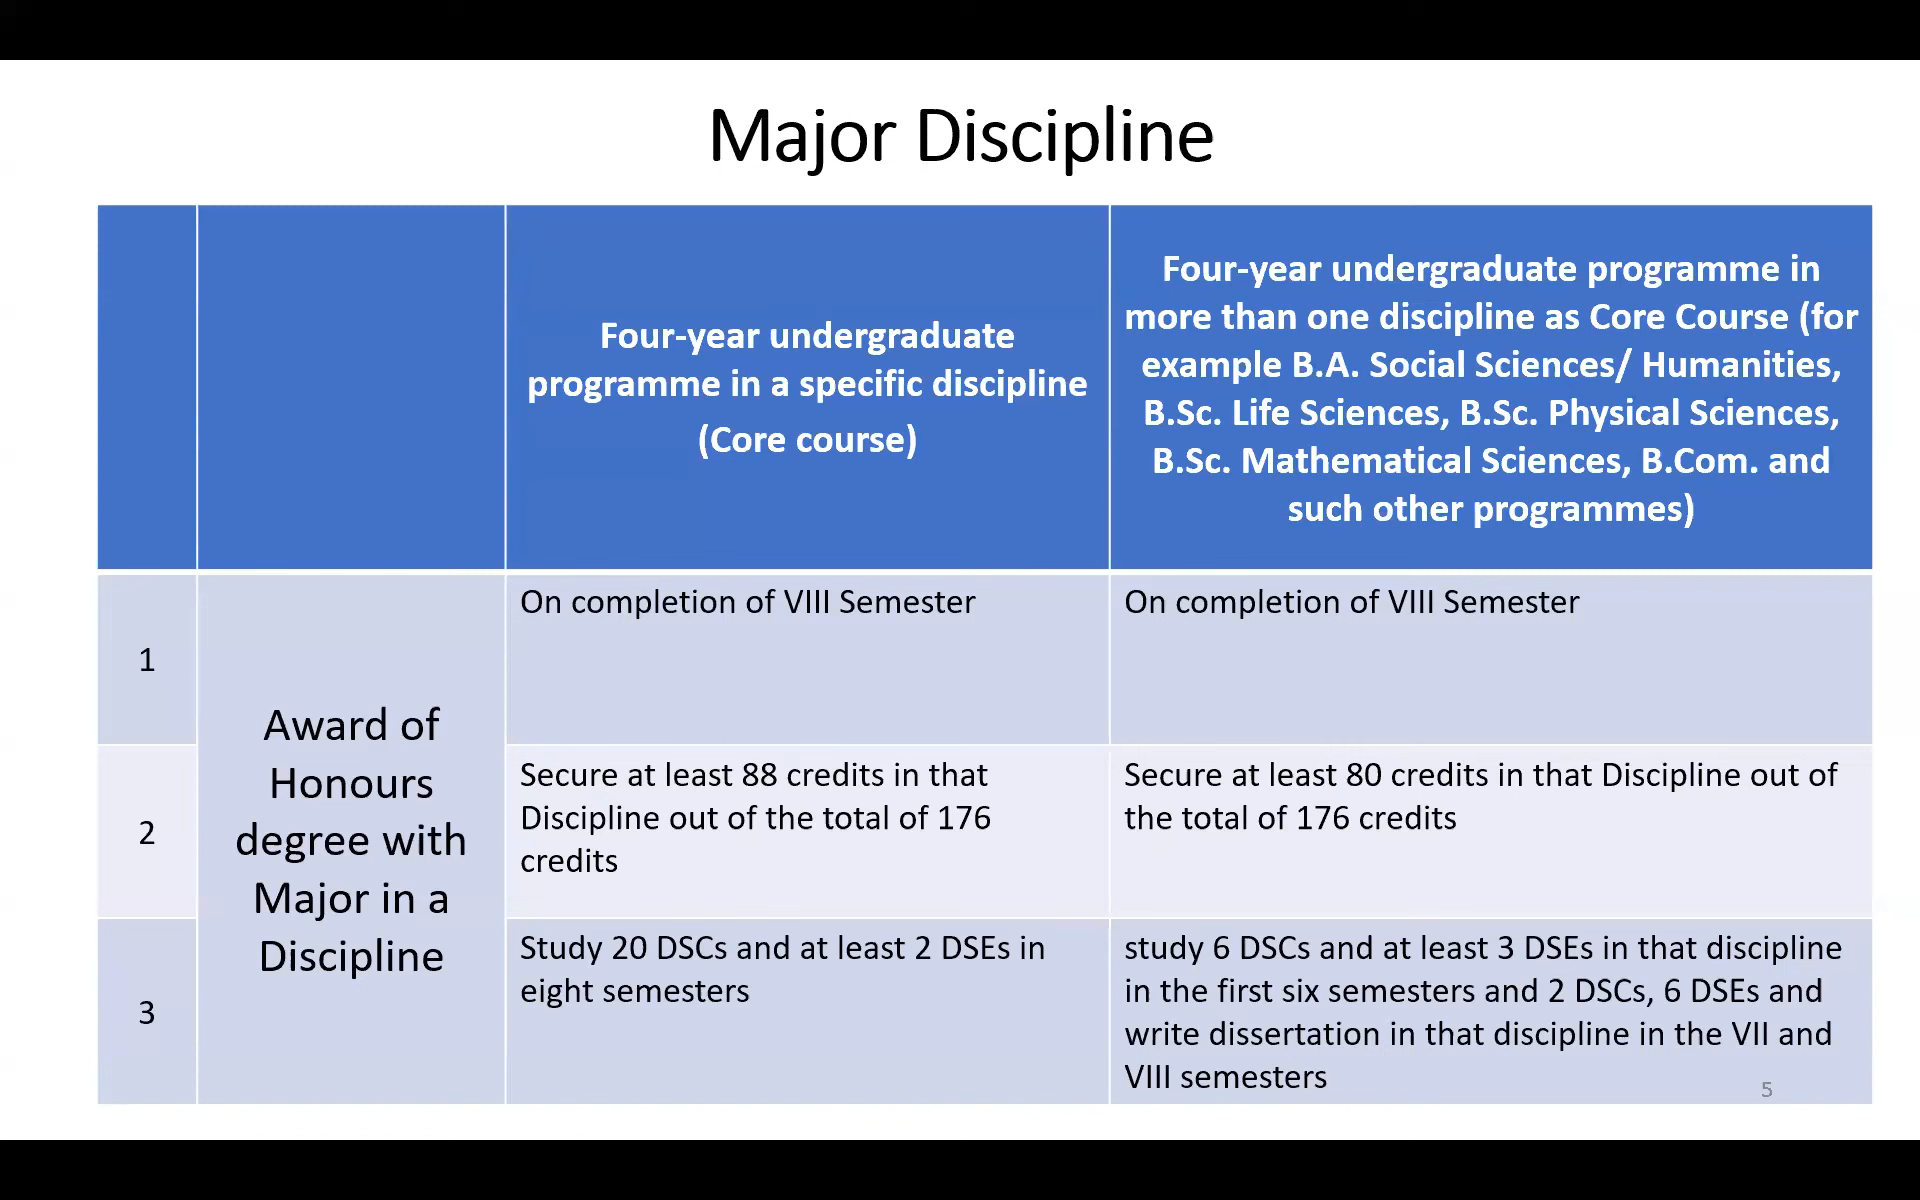 Major Discipline
Four-year undergraduate
programme in a specific discipline
(Core course)
Four-year undergraduate programme in
more than one discipline as Core Course (for
example B.A. Social Sciences/ Humanities,
B.Sc. Life Sciences, B.Sc. Physical Sciences,
B.Sc. Mathematical Sciences, B.Com. and
such other programmes)
1
Award of
Honours
degree with
Major in a
Discipline
On completion of VIII Semester
On completion of VIII Semester
2
Secure at least 88 credits in that
Discipline out of the total of 176
credits
Secure at least 80 credits in that Discipline out of
the total of 176 credits
3
Study 20 DSCs and at least 2 DSEs in
eight semesters
study 6 DSCs and at least 3 DSEs in that discipline
in the first six semesters and 2 DSCs, 6 DSEs and
write dissertation in that discipline in the VII and
VIII semesters
5